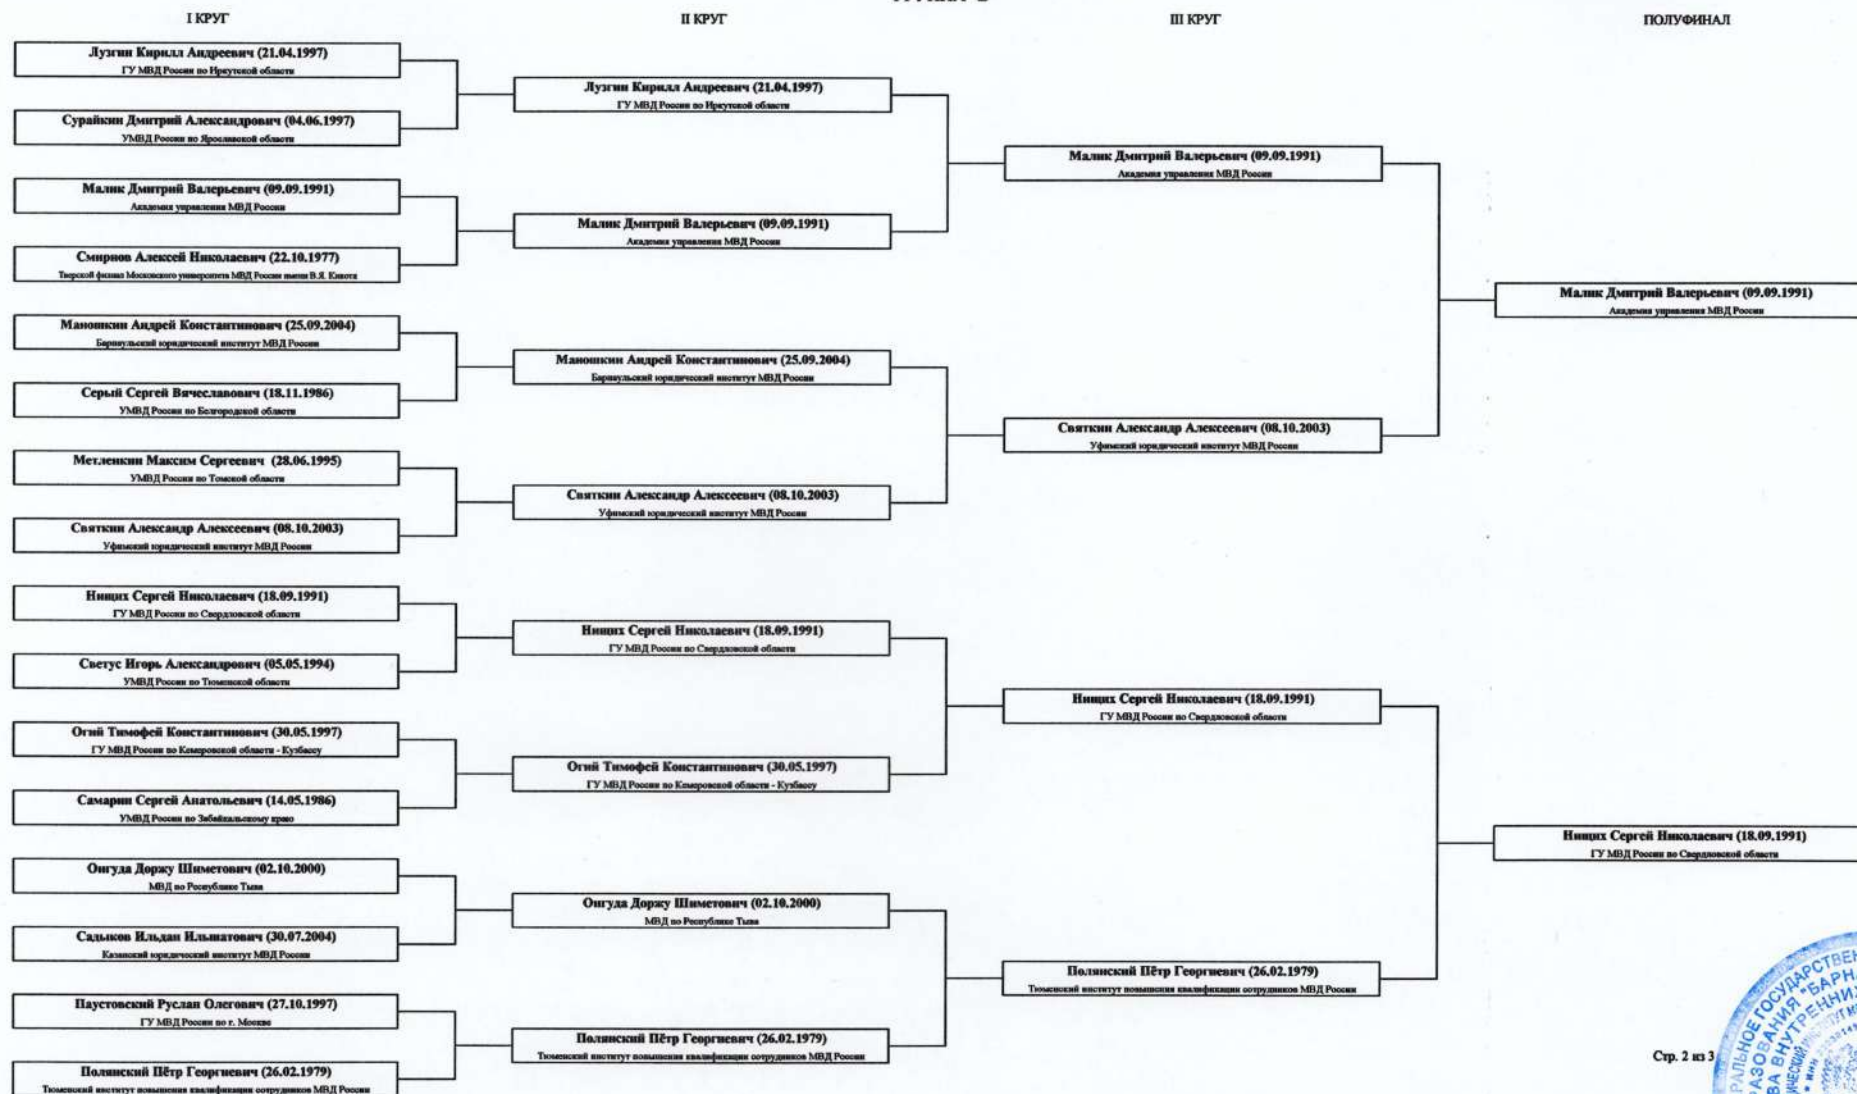 I КРУГ
II КРУГ
III КРУГ
ПОЛУФИНАЛ
Лузгин Кирилл Андреевич (21.04.1997)
ГУ МВД России по Иркутской области
Сурайкин Дмитрий Александрович (04.06.1997)
УМВД России по Ярославской области
Малик Дмитрий Валерьевич (09.09.1991)
Академия управления МВД России
Смирнов Алексей Николаевич (22.10.1977)
Тверской филиал Московского университета МВД России имени В.Я. Кикотя
Маношкин Андрей Константинович (25.09.2004)
Барнаульский юридический институт МВД России
Серый Сергей Вячеславович (18.11.1986)
УМВД России по Белгородской области
Метленкин Максим Сергеевич (28.06.1995)
УМВД России по Томской области
Святкин Александр Алексеевич (08.10.2003)
Уфимский юридический институт МВД России
Нищих Сергей Николаевич (18.09.1991)
ГУ МВД России по Свердловской области
Светус Игорь Александрович (05.05.1994)
УМВД России по Тюменской области
Огий Тимофей Константинович (30.05.1997)
ГУ МВД России по Кемеровской области - Кузбассу
Самарин Сергей Анатольевич (14.05.1986)
УМВД России по Забайкальскому краю
Онгуда Доржу Шиметович (02.10.2000)
МВД по Республике Тыва
Садыков Ильдан Ильшатович (30.07.2004)
Казанский юридический институт МВД России
Паустовский Руслан Олегович (27.10.1997)
ГУ МВД России по г. Москве
Полянский Пётр Георгиевич (26.02.1979)
Тюменский институт повышения квалификации сотрудников МВД России
Лузгин Кирилл Андреевич (21.04.1997)
ГУ МВД России по Иркутской области
Малик Дмитрий Валерьевич (09.09.1991)
Академия управления МВД России
Маношкин Андрей Константинович (25.09.2004)
Барнаульский юридический институт МВД России
Святкин Александр Алексеевич (08.10.2003)
Уфимский юридический институт МВД России
Нищих Сергей Николаевич (18.09.1991)
ГУ МВД России по Свердловской области
Огий Тимофей Константинович (30.05.1997)
ГУ МВД России по Кемеровской области - Кузбассу
Онгуда Доржу Шиметович (02.10.2000)
МВД по Республике Тыва
Полянский Пётр Георгиевич (26.02.1979)
Тюменский институт повышения квалификации сотрудников МВД России
Малик Дмитрий Валерьевич (09.09.1991)
Академия управления МВД России
Святкин Александр Алексеевич (08.10.2003)
Уфимский юридический институт МВД России
Нищих Сергей Николаевич (18.09.1991)
ГУ МВД России по Свердловской области
Полянский Пётр Георгиевич (26.02.1979)
Тюменский институт повышения квалификации сотрудников МВД России
Малик Дмитрий Валерьевич (09.09.1991)
Академия управления МВД России
Нищих Сергей Николаевич (18.09.1991)
ГУ МВД России по Свердловской области
Стр. 2 из 3